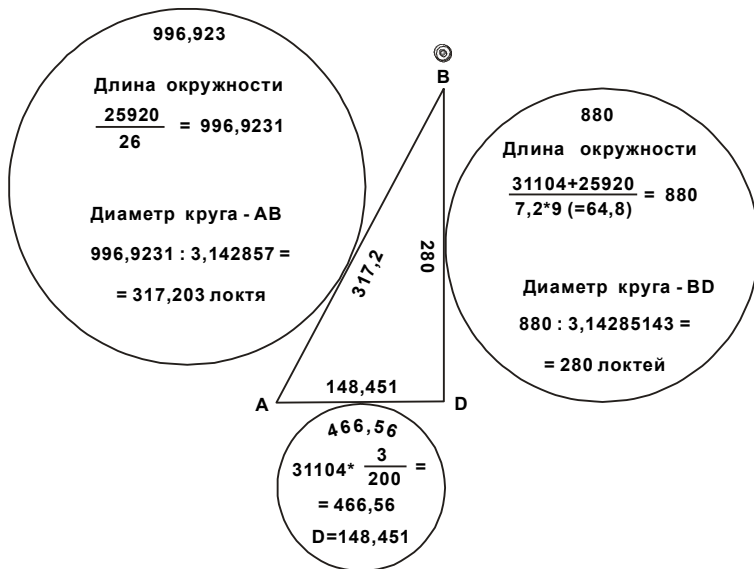 996,923
Длина окружности
25920
26
= 996,9231
Диаметр круга - АВ
996,9231 : 3,142857 =
= 317,203 локтя
В
317,2
280
148,451
А
D
880
Длина окружности
31104+25920
7,2*9 (=64,8)
= 880
Диаметр круга - BD
880 : 3,14285143 =
= 280 локтей
466,56
31104* 3 =
200
= 466,56
D=148,451